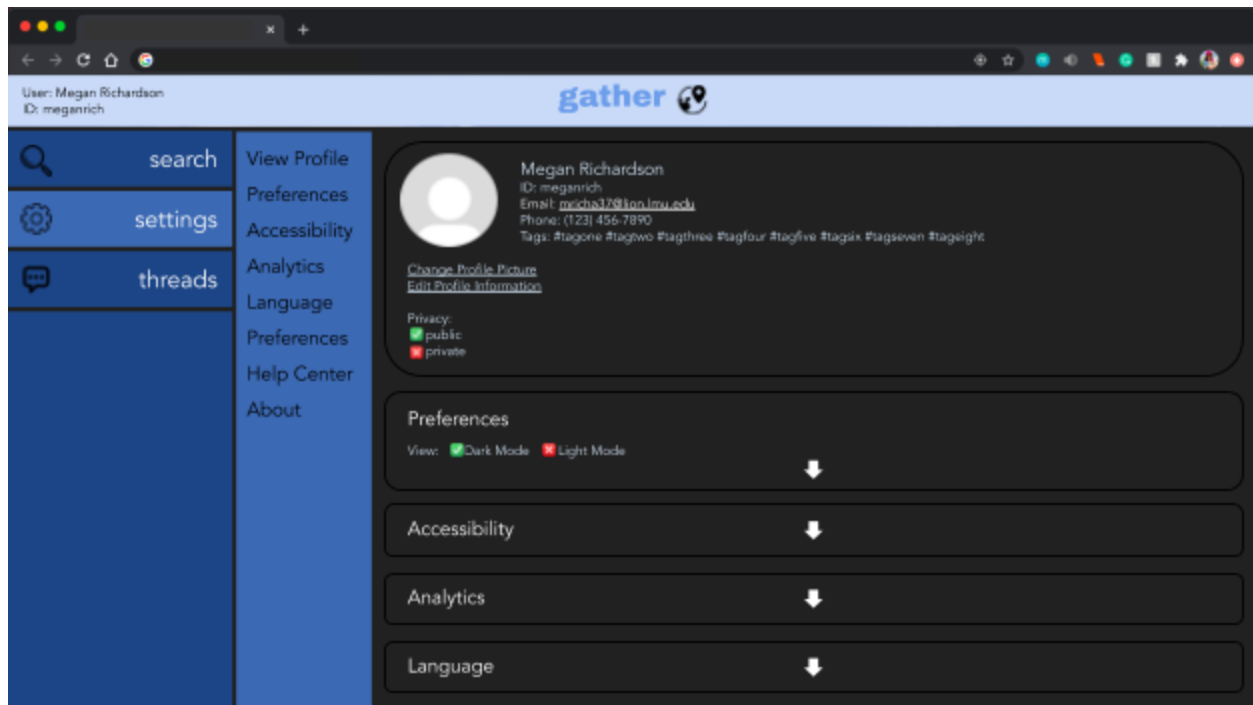 User: Megan Richardson
ID: meganrich
gather
search
settings
threads
View Profile
Preferences
Accessibility
Analytics
Language
Preferences
Help Center
About
Megan Richardson
ID: meganrich
Email: mricha37@lion.lmu.edu
Phone: (123) 456-7890
Tags: #tagone #tagtwo #tagthree #tagfour #tagfive #tagsix #tagseven #tageight
Change Profile Picture
Edit Profile Information
Privacy:
public
private
Preferences
View: Dark Mode Light Mode
Accessibility
Analytics
Language